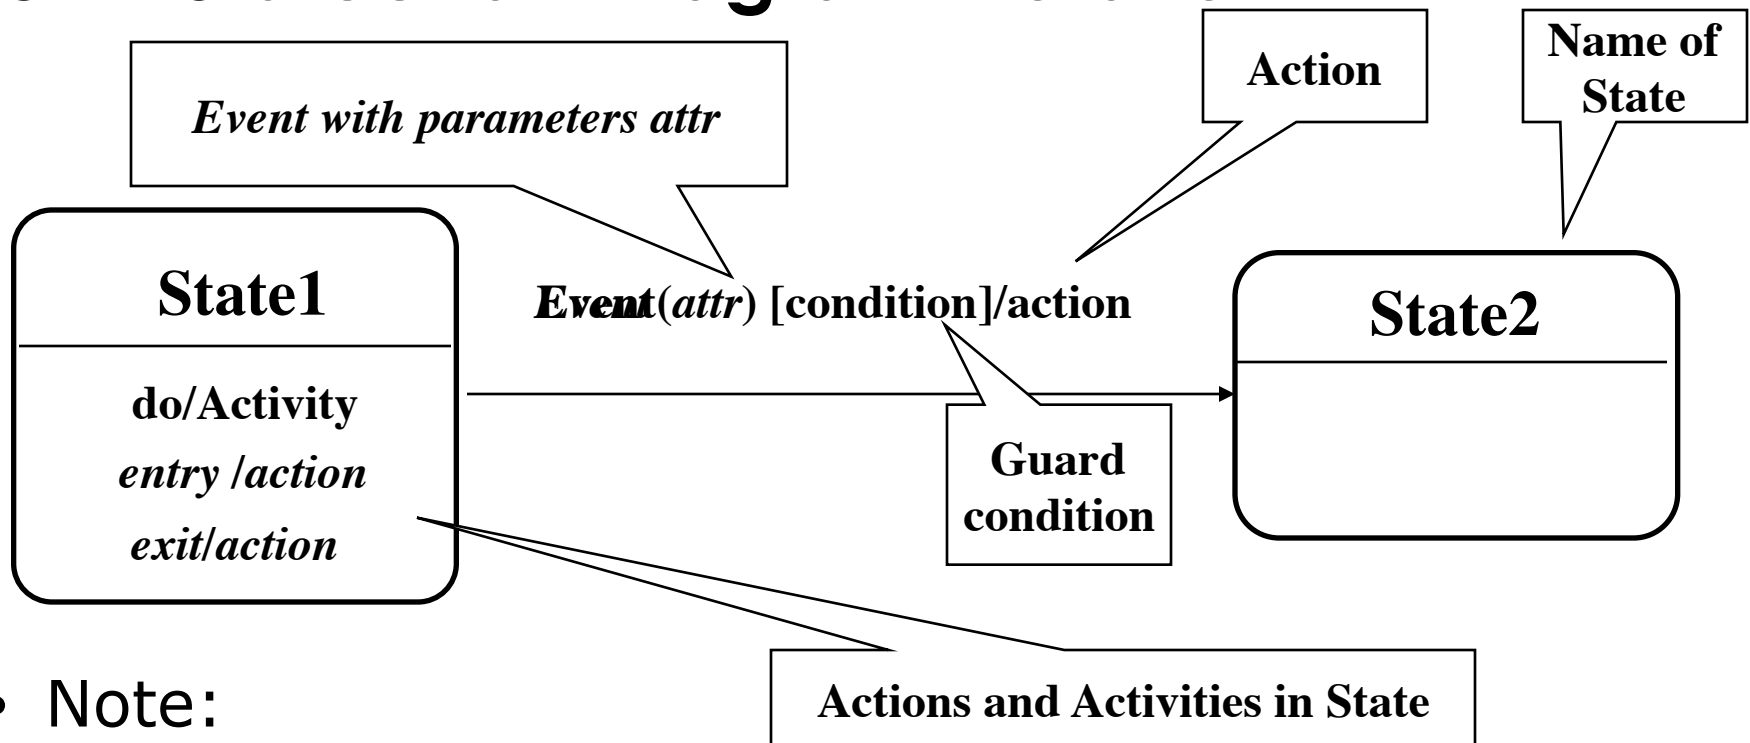 Event with parameters attr
Action
Name of
State
State1
Event(attr) [condition]/action
State2
do/Activity
entry /action
exit/action
Guard
condition
Actions and Activities in State
• Note: